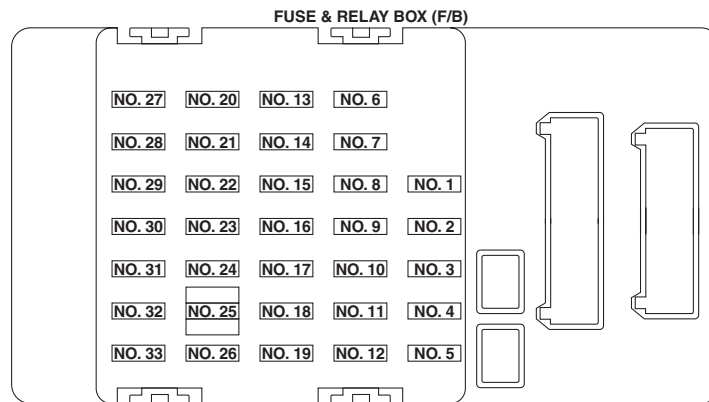 FUSE & RELAY BOX (F/B)
NO. 27 NO. 20 NO. 13 NO. 6
NO. 28 NO. 21 NO. 14 NO. 7
NO. 29 NO. 22 NO. 15 NO. 8 NO. 1
NO. 30 NO. 23 NO. 16 NO. 9 NO. 2
NO. 31 NO. 24 NO. 17 NO. 10 NO. 3
NO. 32 NO. 25 NO. 18 NO. 11 NO. 4
NO. 33 NO. 26 NO. 19 NO. 12 NO. 5